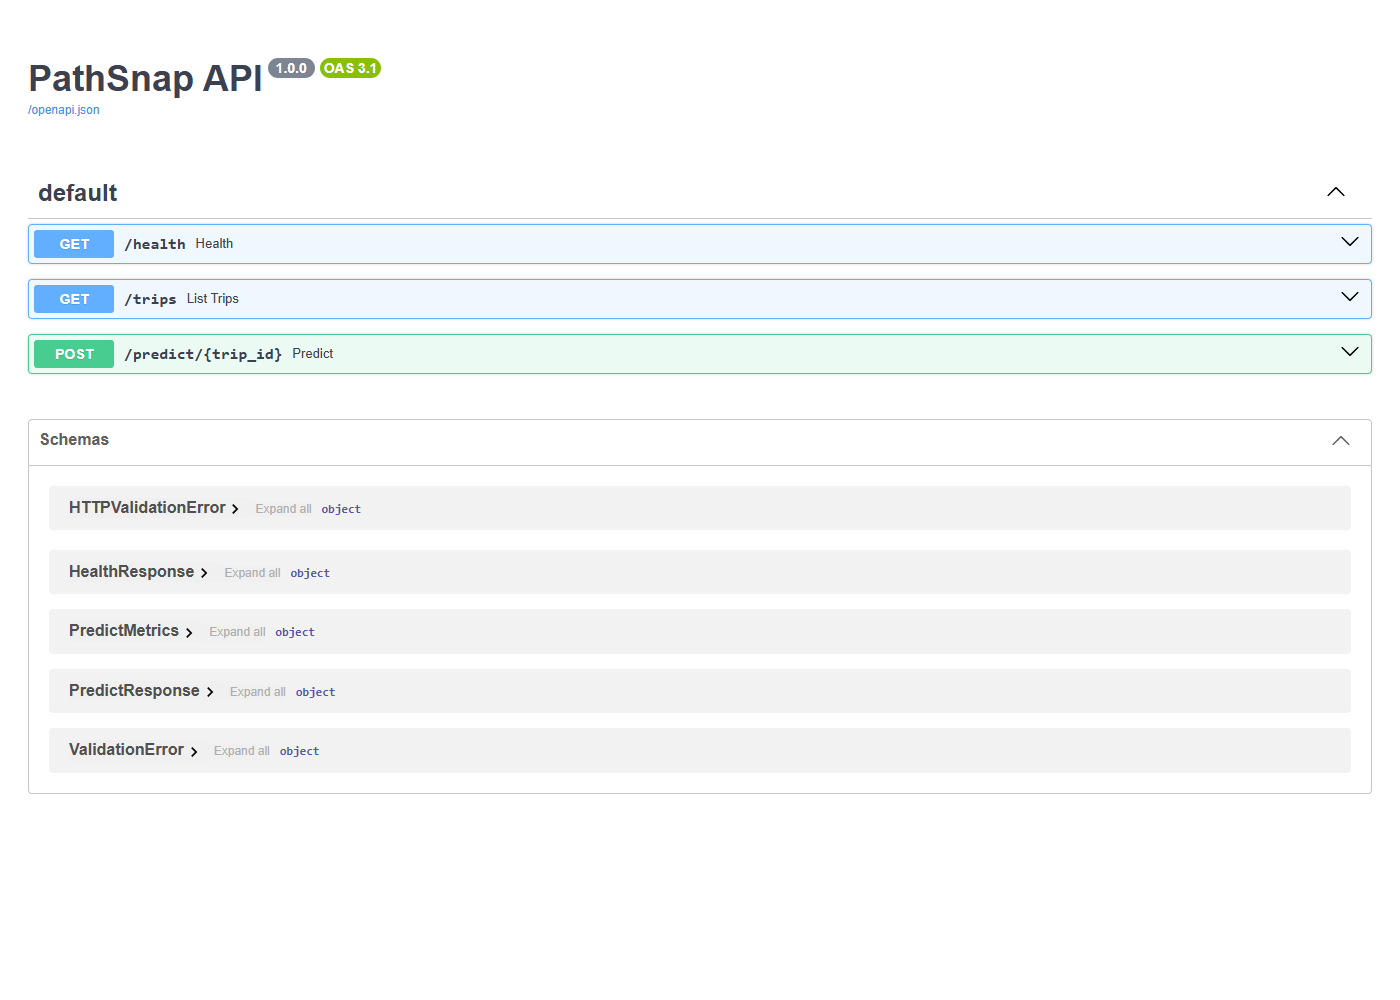 PathSnap API 1.0.0 OAS 3.1
/openapi.json
default
GET /health Health
GET /trips List Trips
POST /predict/{trip_id} Predict
Schemas
HTTPValidationError Expand all object
HealthResponse Expand all object
PredictMetrics Expand all object
PredictResponse Expand all object
ValidationError Expand all object